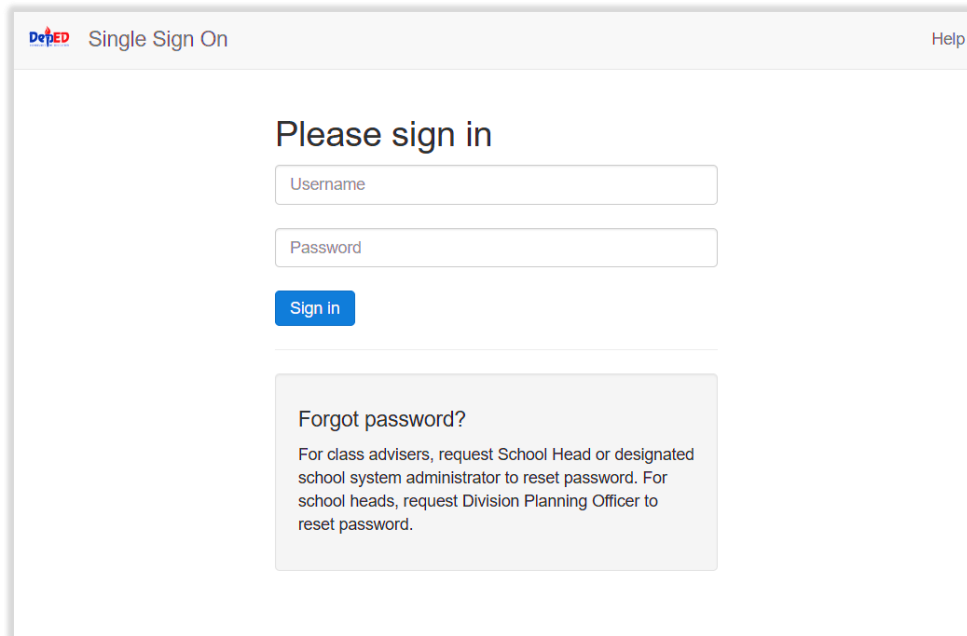 DepED Single Sign On Help
Please sign in
Username
Password
Sign in
Forgot password?
For class advisers, request School Head or designated
school system administrator to reset password. For
school heads, request Division Planning Officer to
reset password.